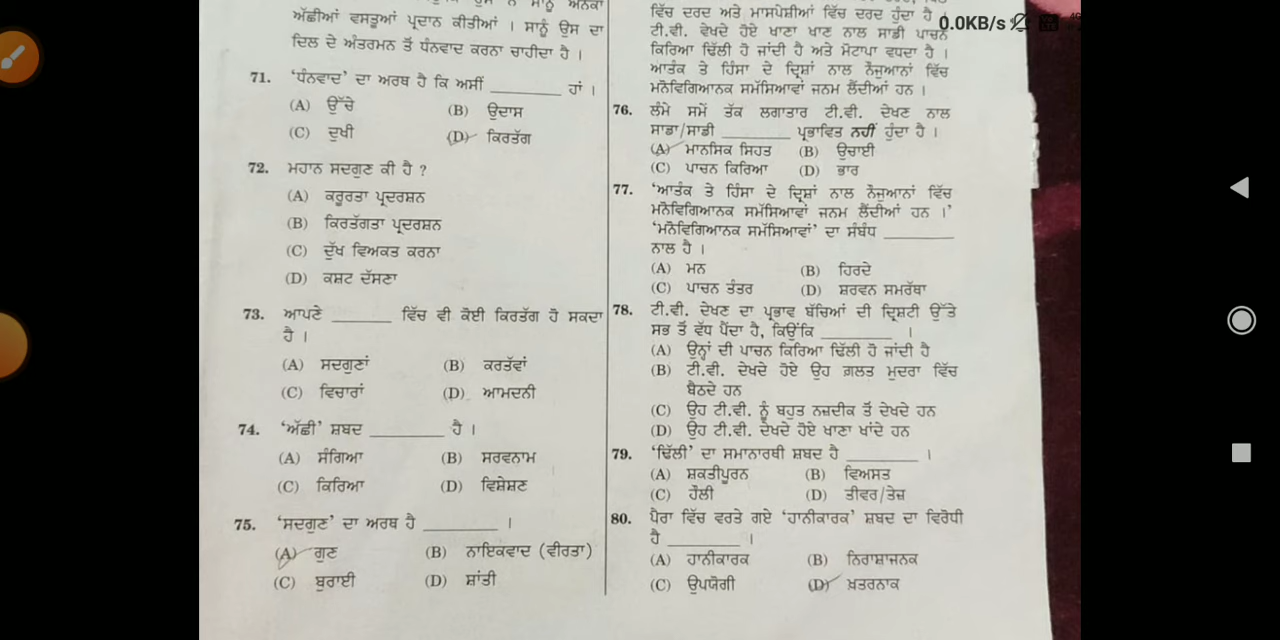 ਅੱਛੀਆਂ ਵਸਤੂਆਂ ਪ੍ਰਦਾਨ ਕੀਤੀਆਂ । ਸਾਨੂੰ ਉਸ ਦਾ
ਦਿਲ ਦੇ ਅੰਤਰਮਨ ਤੋਂ ਧੰਨਵਾਦ ਕਰਨਾ ਚਾਹੀਦਾ ਹੈ ।
71. 'ਧੰਨਵਾਦ' ਦਾ ਅਰਥ ਹੈ ਕਿ ਅਸੀਂ ________ ਹਾਂ ।
(A) ਉੱਚੇ (B) ਉਦਾਸ
(C) ਦੁਖੀ (D) ਕਿਰਤੱਗ
72. ਮਹਾਨ ਸਦਗੁਣ ਕੀ ਹੈ ?
(A) ਕਰੂਰਤਾ ਪ੍ਰਦਰਸ਼ਨ
(B) ਕਿਰਤੱਗਤਾ ਪ੍ਰਦਰਸ਼ਨ
(C) ਦੁੱਖ ਵਿਅਕਤ ਕਰਨਾ
(D) ਕਸ਼ਟ ਦੱਸਣਾ
73. ਆਪਣੇ ________ ਵਿੱਚ ਵੀ ਕੋਈ ਕਿਰਤੱਗ ਹੋ ਸਕਦਾ
ਹੈ ।
(A) ਸਦਗੁਣਾਂ (B) ਕਰਤੱਵਾਂ
(C) ਵਿਚਾਰਾਂ (D) ਆਮਦਨੀ
74. 'ਅੱਛੀ' ਸ਼ਬਦ ________ ਹੈ ।
(A) ਸੰਗਿਆ (B) ਸਰਵਨਾਮ
(C) ਕਿਰਿਆ (D) ਵਿਸ਼ੇਸ਼ਣ
75. 'ਸਦਗੁਣ' ਦਾ ਅਰਥ ਹੈ ________ ।
(A) ਗੁਣ (B) ਨਾਇਕਵਾਦ (ਵੀਰਤਾ)
(C) ਬੁਰਾਈ (D) ਸ਼ਾਂਤੀ
ਵਿੱਚ ਦਰਦ ਅਤੇ ਮਾਸਪੇਸ਼ੀਆਂ ਵਿੱਚ ਦਰਦ ਹੁੰਦਾ ਹੈ ।
0.0KB/s
ਟੀ.ਵੀ. ਵੇਖਦੇ ਹੋਏ ਖਾਣਾ ਖਾਣ ਨਾਲ ਸਾਡੀ ਪਾਚਨ
ਕਿਰਿਆ ਢਿੱਲੀ ਹੋ ਜਾਂਦੀ ਹੈ ਅਤੇ ਮੋਟਾਪਾ ਵਧਦਾ ਹੈ ।
ਆਤੰਕ ਤੇ ਹਿੰਸਾ ਦੇ ਦ੍ਰਿਸ਼ਾਂ ਨਾਲ ਨੌਜੁਆਨਾਂ ਵਿੱਚ
ਮਨੋਵਿਗਿਆਨਕ ਸਮੱਸਿਆਵਾਂ ਜਨਮ ਲੈਂਦੀਆਂ ਹਨ ।
76. ਲੰਮੇ ਸਮੇਂ ਤੱਕ ਲਗਾਤਾਰ ਟੀ.ਵੀ. ਦੇਖਣ ਨਾਲ
ਸਾਡਾ/ਸਾਡੀ ________ ਪ੍ਰਭਾਵਿਤ ਨਹੀਂ ਹੁੰਦਾ ਹੈ ।
(A) ਮਾਨਸਿਕ ਸਿਹਤ (B) ਉਚਾਈ
(C) ਪਾਚਨ ਕਿਰਿਆ (D) ਭਾਰ
77. 'ਆਤੰਕ ਤੇ ਹਿੰਸਾ ਦੇ ਦ੍ਰਿਸ਼ਾਂ ਨਾਲ ਨੌਜੁਆਨਾਂ ਵਿੱਚ
ਮਨੋਵਿਗਿਆਨਕ ਸਮੱਸਿਆਵਾਂ ਜਨਮ ਲੈਂਦੀਆਂ ਹਨ ।'
'ਮਨੋਵਿਗਿਆਨਕ ਸਮੱਸਿਆਵਾਂ' ਦਾ ਸੰਬੰਧ ________
ਨਾਲ ਹੈ ।
(A) ਮਨ (B) ਹਿਰਦੇ
(C) ਪਾਚਨ ਤੰਤਰ (D) ਸ਼ਰਵਨ ਸਮਰੱਥਾ
78. ਟੀ.ਵੀ. ਦੇਖਣ ਦਾ ਪ੍ਰਭਾਵ ਬੱਚਿਆਂ ਦੀ ਦ੍ਰਿਸ਼ਟੀ ਉੱਤੇ
ਸਭ ਤੋਂ ਵੱਧ ਪੈਂਦਾ ਹੈ, ਕਿਉਂਕਿ ________ ।
(A) ਉਨ੍ਹਾਂ ਦੀ ਪਾਚਨ ਕਿਰਿਆ ਢਿੱਲੀ ਹੋ ਜਾਂਦੀ ਹੈ
(B) ਟੀ.ਵੀ. ਦੇਖਦੇ ਹੋਏ ਉਹ ਗ਼ਲਤ ਮੁਦਰਾ ਵਿੱਚ
ਬੈਠਦੇ ਹਨ
(C) ਉਹ ਟੀ.ਵੀ. ਨੂੰ ਬਹੁਤ ਨਜ਼ਦੀਕ ਤੋਂ ਦੇਖਦੇ ਹਨ
(D) ਉਹ ਟੀ.ਵੀ. ਦੇਖਦੇ ਹੋਏ ਖਾਣਾ ਖਾਂਦੇ ਹਨ
79. 'ਢਿੱਲੀ' ਦਾ ਸਮਾਨਾਰਥੀ ਸ਼ਬਦ ਹੈ ________ ।
(A) ਸ਼ਕਤੀਪੂਰਨ (B) ਵਿਅਸਤ
(C) ਹੌਲੀ (D) ਤੀਵਰ/ਤੇਜ਼
80. ਪੈਰਾ ਵਿੱਚ ਵਰਤੇ ਗਏ 'ਹਾਨੀਕਾਰਕ' ਸ਼ਬਦ ਦਾ ਵਿਰੋਧੀ
ਹੈ ________ ।
(A) ਹਾਨੀਕਾਰਕ (B) ਨਿਰਾਸ਼ਾਜਨਕ
(C) ਉਪਯੋਗੀ (D) ਖ਼ਤਰਨਾਕ